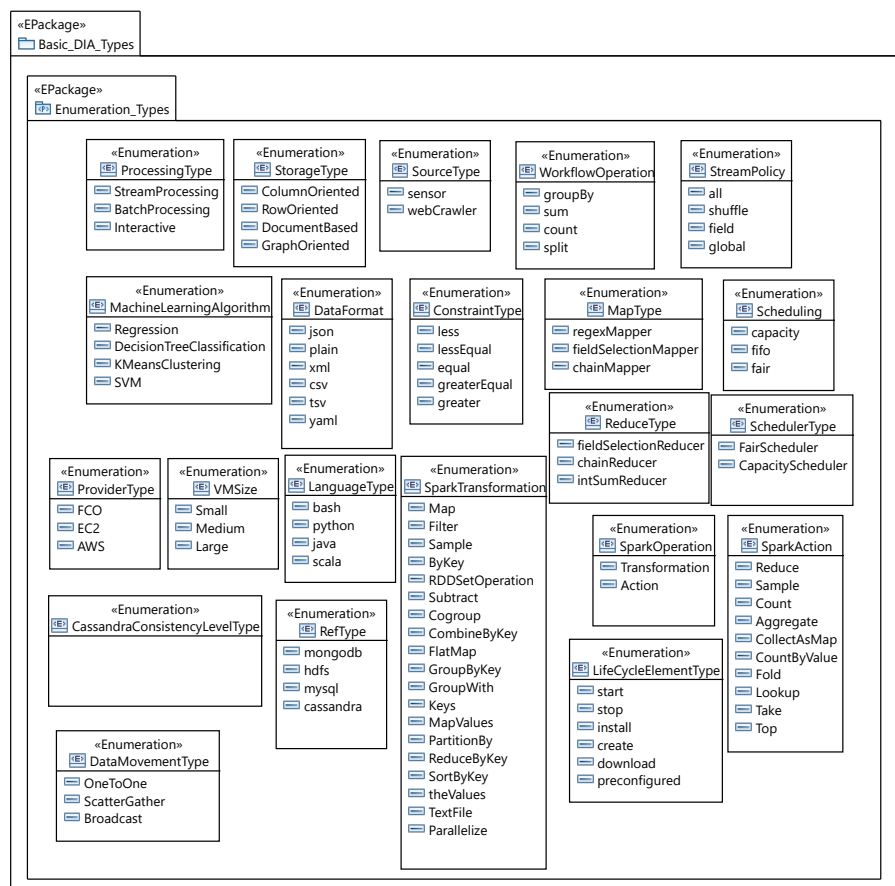 «EPackage»
Basic_DIA_Types
«EPackage»
Enumeration_Types
«Enumeration»
ProcessingType
StreamProcessing
BatchProcessing
Interactive
«Enumeration»
StorageType
ColumnOriented
RowOriented
DocumentBased
GraphOriented
«Enumeration»
SourceType
sensor
webCrawler
«Enumeration»
WorkflowOperation
groupBy
sum
count
split
«Enumeration»
StreamPolicy
all
shuffle
field
global
«Enumeration»
MachineLearningAlgorithm
Regression
DecisionTreeClassification
KMeansClustering
SVM
«Enumeration»
DataFormat
json
plain
xml
csv
tsv
yaml
«Enumeration»
ConstraintType
less
lessEqual
equal
greaterEqual
greater
«Enumeration»
MapType
regexMapper
fieldSelectionMapper
chainMapper
«Enumeration»
Scheduling
capacity
fifo
fair
«Enumeration»
ReduceType
fieldSelectionReducer
chainReducer
intSumReducer
«Enumeration»
SchedulerType
FairScheduler
CapacityScheduler
«Enumeration»
ProviderType
FCO
EC2
AWS
«Enumeration»
VMSize
Small
Medium
Large
«Enumeration»
LanguageType
bash
python
java
scala
«Enumeration»
SparkTransformation
Map
Filter
Sample
ByKey
RDDSetOperation
Subtract
Cogroup
CombineByKey
FlatMap
GroupByKey
GroupWith
Keys
MapValues
PartitionBy
ReduceByKey
SortByKey
theValues
TextFile
Parallelize
«Enumeration»
SparkOperation
Transformation
Action
«Enumeration»
SparkAction
Reduce
Sample
Count
Aggregate
CollectAsMap
CountByValue
Fold
Lookup
Take
Top
«Enumeration»
CassandraConsistencyLevelType
«Enumeration»
RefType
mongodb
hdfs
mysql
cassandra
«Enumeration»
LifeCycleElementType
start
stop
install
create
download
preconfigured
«Enumeration»
DataMovementType
OneToOne
ScatterGather
Broadcast